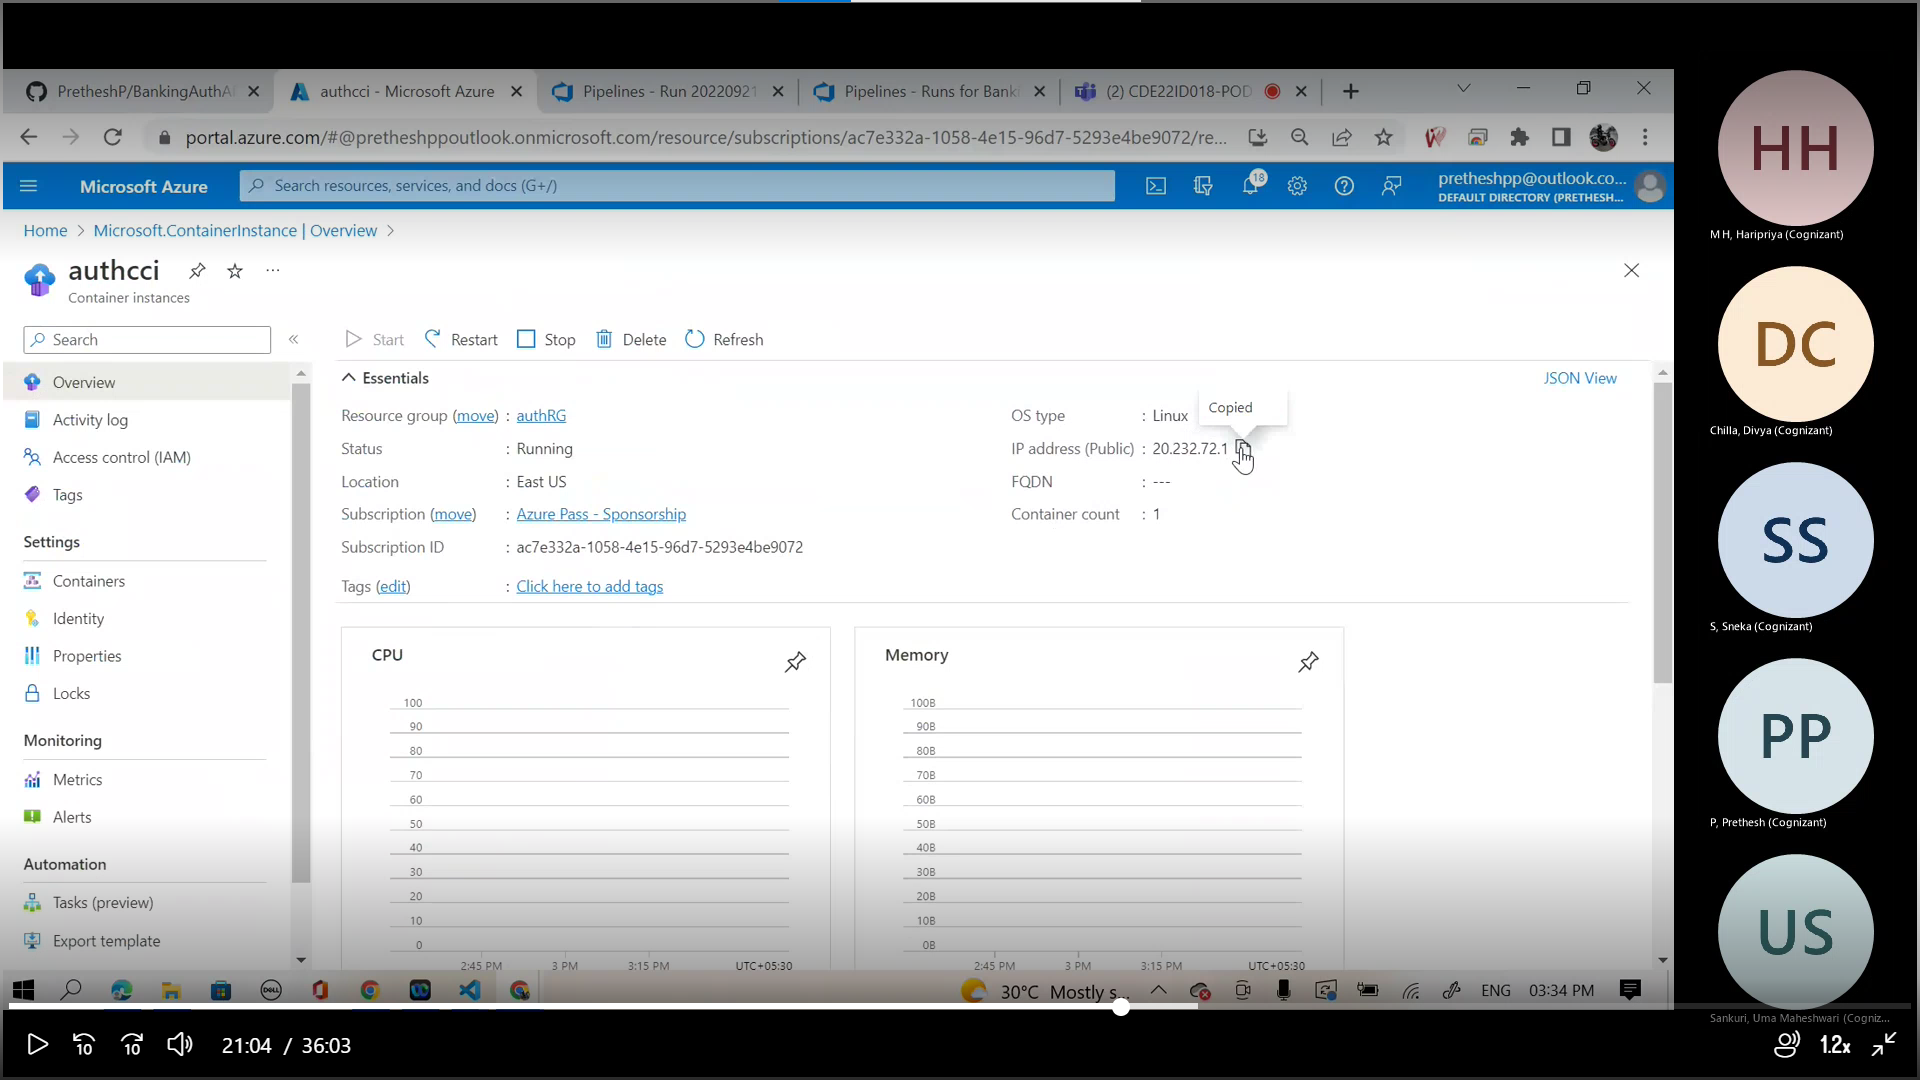 PretheshP/BankingAuthA
authcci - Microsoft Azure
Pipelines - Run 20220921
Pipelines - Runs for Banki
(2) CDE22ID018-POD
portal.azure.com/#@pretheshppoutlook.onmicrosoft.com/resource/subscriptions/ac7e332a-1058-4e15-96d7-5293e4be9072/re...
Microsoft Azure
Search resources, services, and docs (G+/)
18
pretheshpp@outlook.co...
DEFAULT DIRECTORY (PRETHESH...
Home > Microsoft.ContainerInstance | Overview >
authcci
Container instances
Search
Start
Restart
Stop
Delete
Refresh
Overview
Activity log
Access control (IAM)
Tags
Settings
Containers
Identity
Properties
Locks
Monitoring
Metrics
Alerts
Automation
Tasks (preview)
Export template
Essentials
JSON View
Resource group (move) : authRG
Status : Running
Location : East US
Subscription (move) : Azure Pass - Sponsorship
Subscription ID : ac7e332a-1058-4e15-96d7-5293e4be9072
Tags (edit) : Click here to add tags
OS type : Linux
Copied
IP address (Public) : 20.232.72.1
FQDN : ---
Container count : 1
CPU
100
90
80
70
60
50
40
30
20
10
0
2:45 PM 3 PM 3:15 PM UTC+05:30
Memory
100B
90B
80B
70B
60B
50B
40B
30B
20B
10B
0B
2:45 PM 3 PM 3:15 PM UTC+05:30
DELL
30°C Mostly s...
ENG
03:34 PM
HH
M H, Haripriya (Cognizant)
DC
Chilla, Divya (Cognizant)
SS
S, Sneka (Cognizant)
PP
P, Prethesh (Cognizant)
US
Sankuri, Uma Maheshwari (Cogniz...
10
10
21:04 / 36:03
1.2x